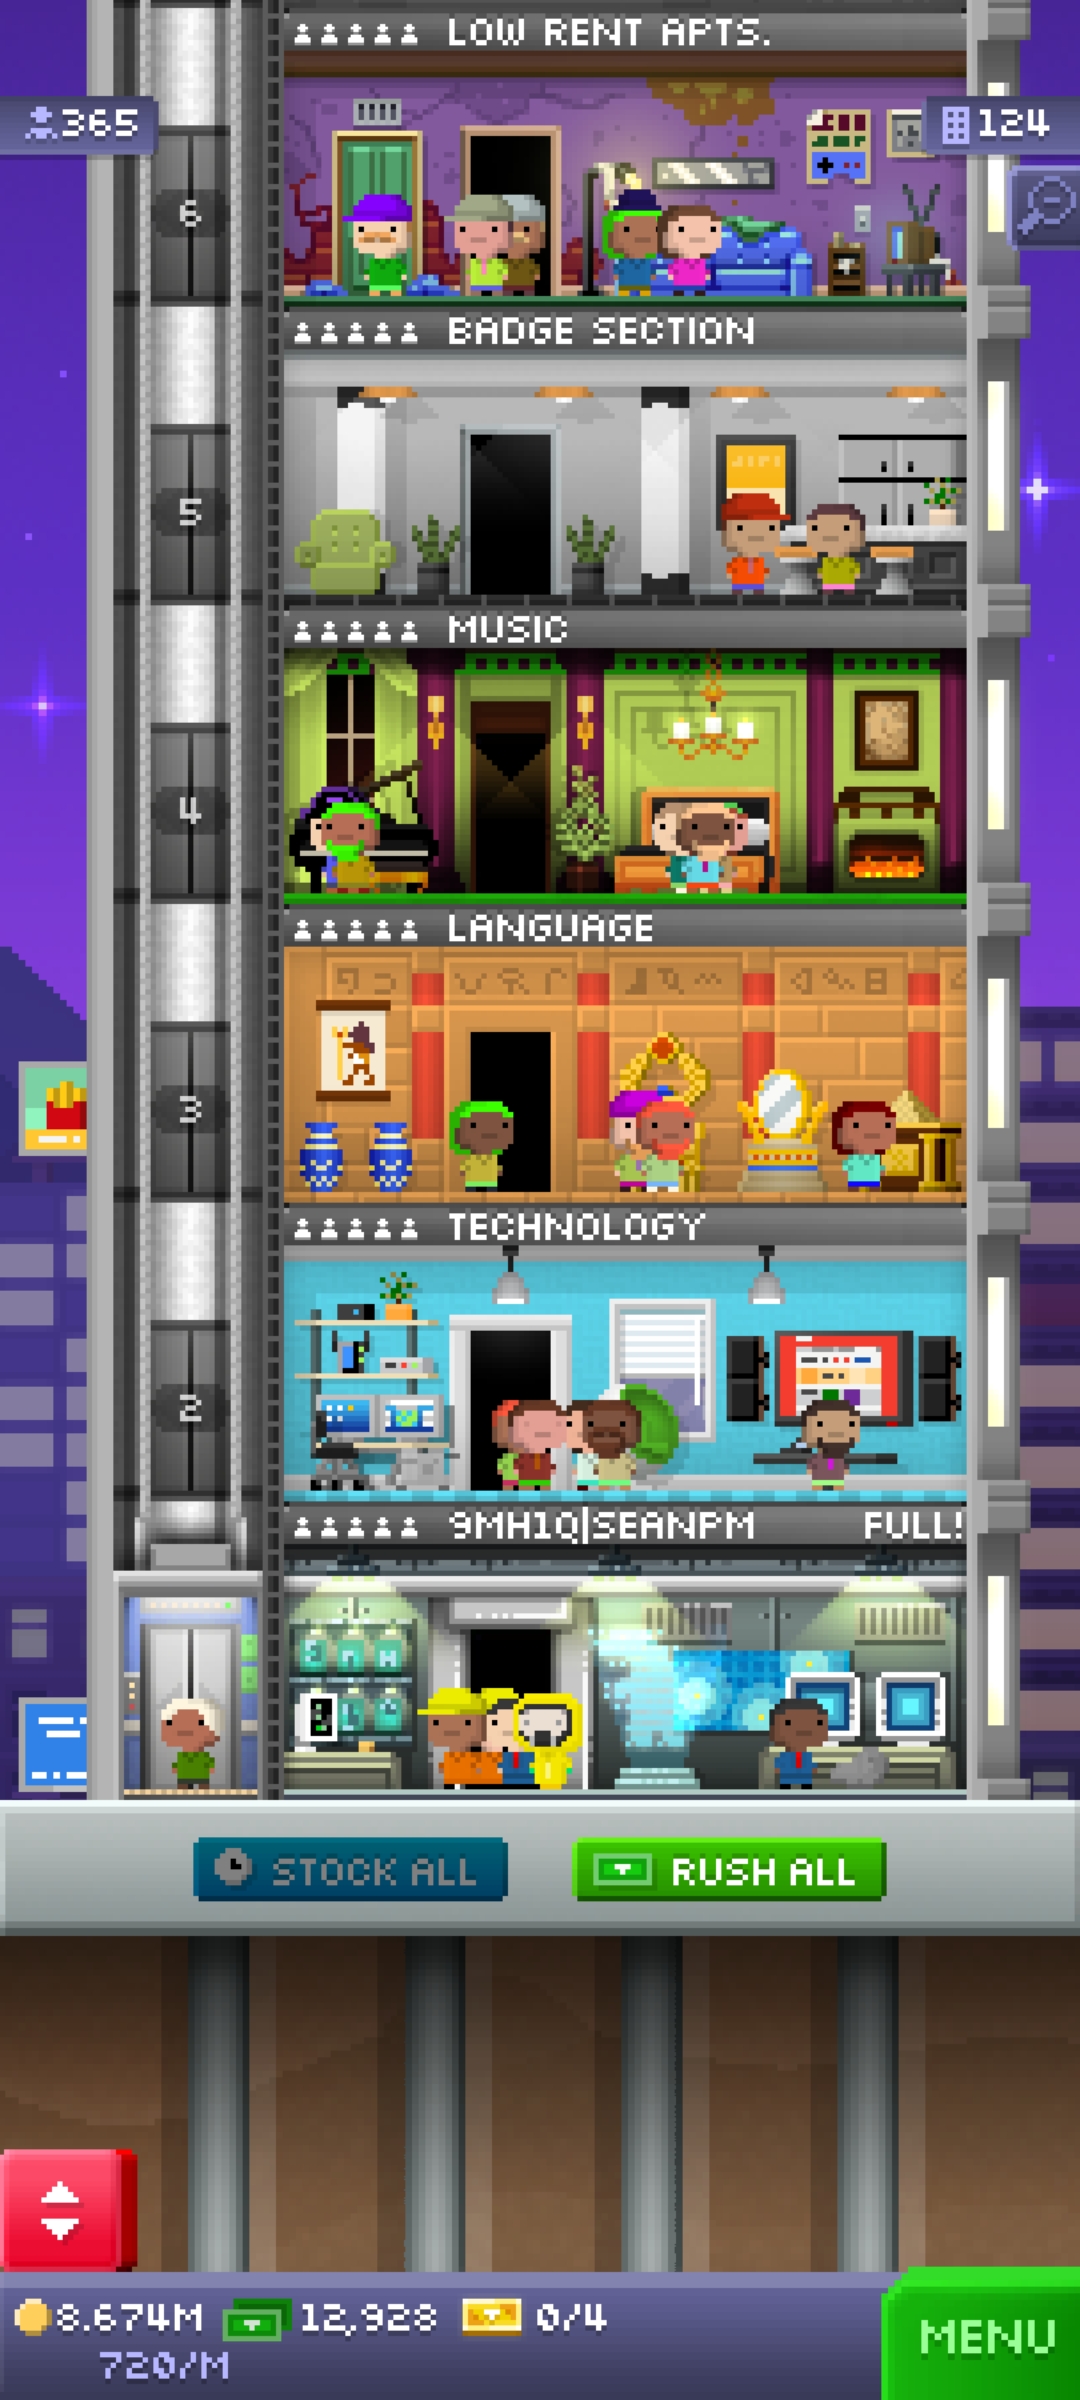 LOW RENT APTS.
365
124
6
BADGE SECTION
5
MUSIC
4
LANGUAGE
3
TECHNOLOGY
2
9MH1Q|SEANPM FULL!
STOCK ALL
RUSH ALL
8.674M 12,928 0/4
720/M
MENU